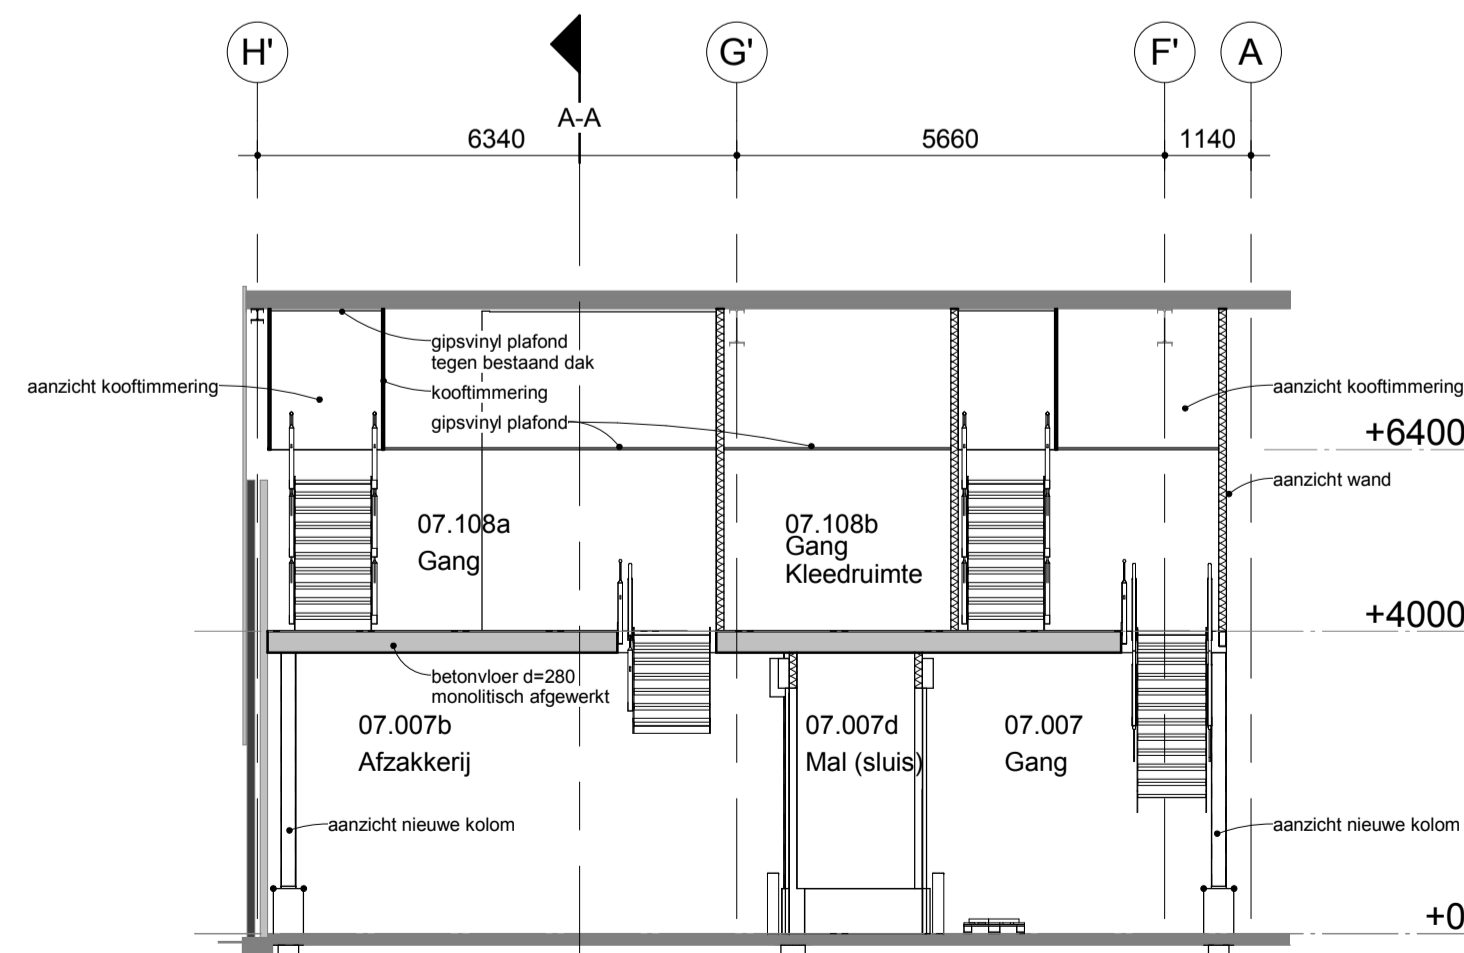 H'
G'
F'
A
A-A
6340
5660
1140
gipsvinyl plafond
tegen bestaand dak
aanzicht kooftimmering
kooftimmering
aanzicht kooftimmering
gipsvinyl plafond
+6400
aanzicht wand
07.108a
Gang
07.108b
Gang
Kleedruimte
+4000
betonvloer d=280
monolitisch afgewerkt
07.007b
Afzakkerij
07.007d
Mal (sluis)
07.007
Gang
aanzicht nieuwe kolom
aanzicht nieuwe kolom
+0